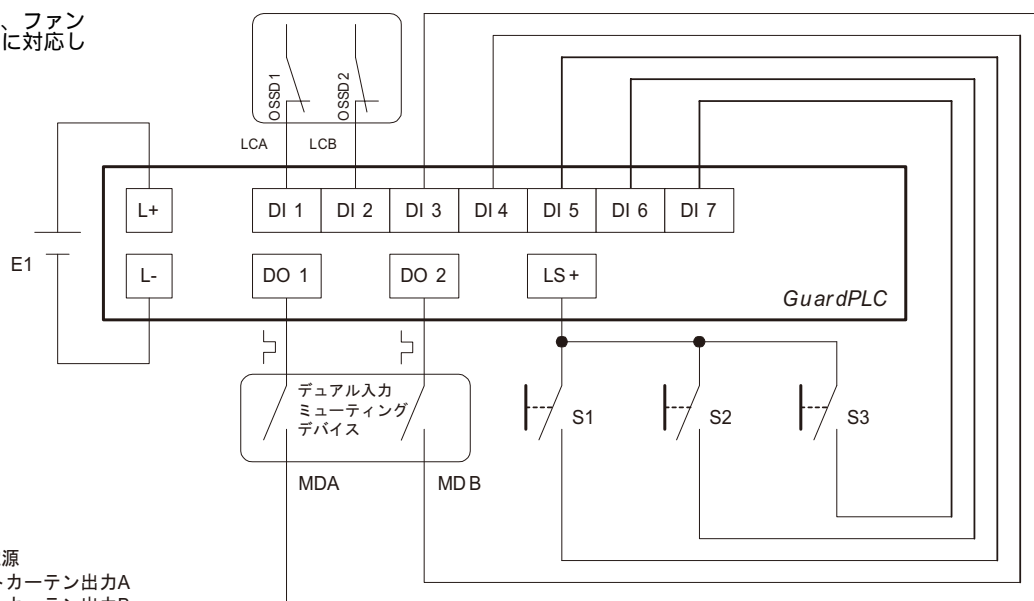 、ファン
に対応し
OSSD1
OSSD2
LCA
LCB
L+
DI 1
DI 2
DI 3
DI 4
DI 5
DI 6
DI 7
E1
L-
DO 1
DO 2
LS+
GuardPLC
デュアル入力
ミューティング
デバイス
S1
S2
S3
MDA
MDB
源
カーテン出力A